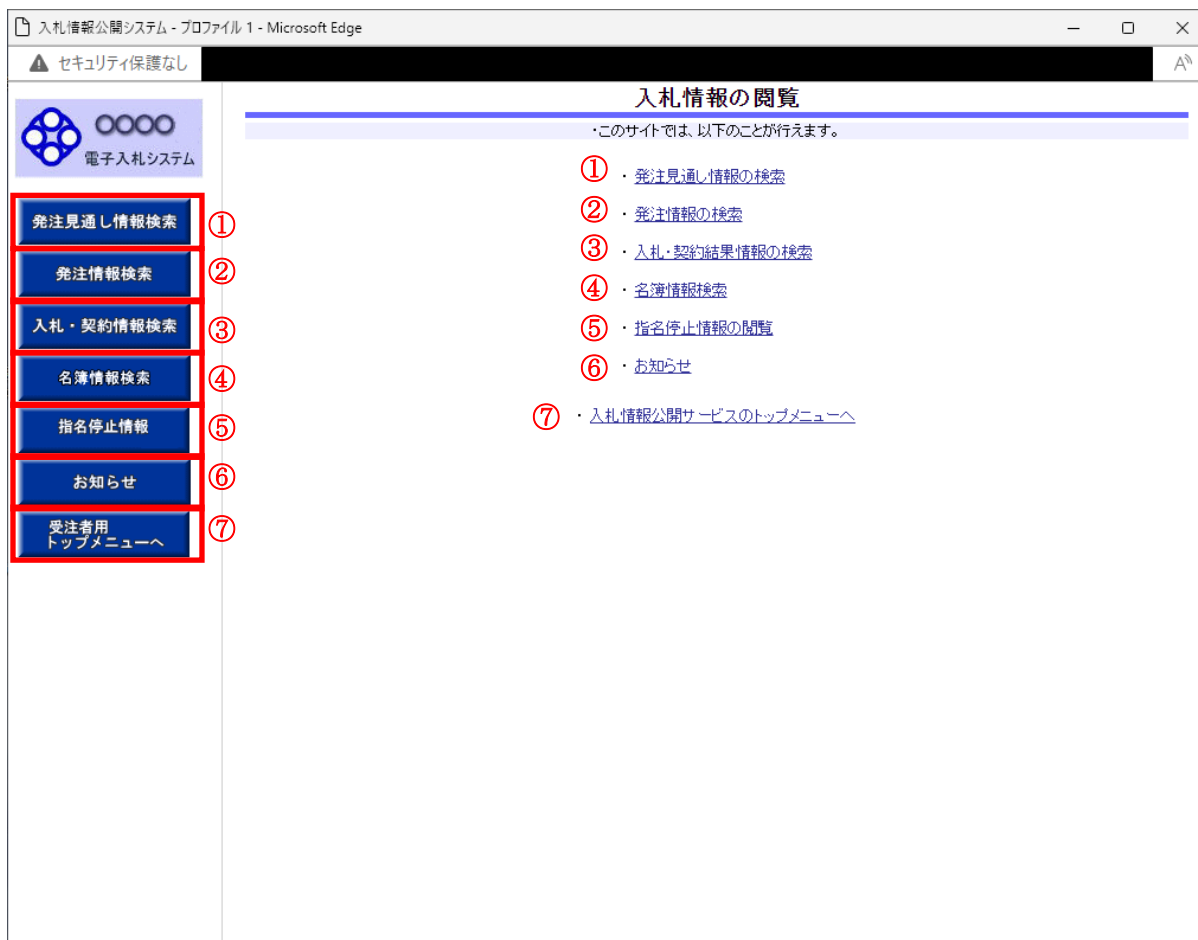 入札情報公開システム - プロファイル 1 - Microsoft Edge
セキュリティ保護なし
A
〇〇〇〇
電子入札システム
発注見通し情報検索 ①
発注情報検索 ②
入札・契約情報検索 ③
名簿情報検索 ④
指名停止情報 ⑤
お知らせ ⑥
受注者用
トップメニューへ ⑦
入札情報の閲覧
・このサイトでは、以下のことが行えます。
① ・ 発注見通し情報の検索
② ・ 発注情報の検索
③ ・ 入札・契約結果情報の検索
④ ・ 名簿情報検索
⑤ ・ 指名停止情報の閲覧
⑥ ・ お知らせ
⑦ ・ 入札情報公開サービスのトップメニューへ